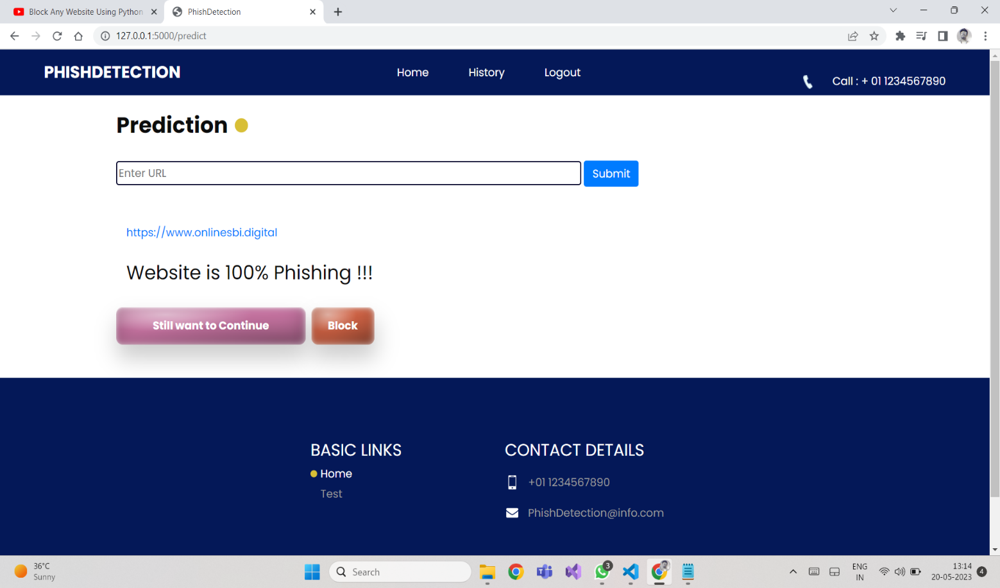 Block Any Website Using Python
PhishDetection
127.0.0.1:5000/predict
PHISHDETECTION
Home
History
Logout
Call : + 01 1234567890
Prediction
Enter URL
Submit
https://www.onlinesbi.digital
Website is 100% Phishing !!!
Still want to Continue
Block
BASIC LINKS
Home
Test
CONTACT DETAILS
+01 1234567890
PhishDetection@info.com
36°C
Sunny
Search
3
ENG
IN
13:14
20-05-2023
4